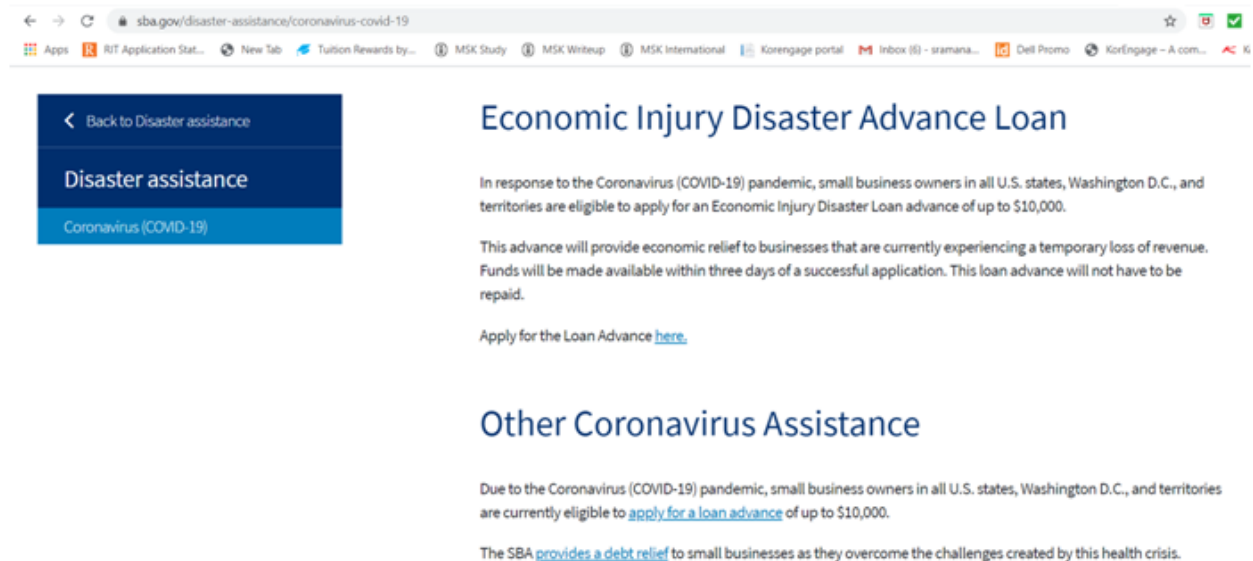 sba.gov/disaster-assistance/coronavirus-covid-19
Apps RIT Application Stat... New Tab Tuition Rewards by... MSK Study MSK Writeup MSK International Korengage portal Inbox (6) - sramana... Dell Promo KorEngage – A com...
Back to Disaster assistance
Disaster assistance
Coronavirus (COVID-19)
Economic Injury Disaster Advance Loan
In response to the Coronavirus (COVID-19) pandemic, small business owners in all U.S. states, Washington D.C., and
territories are eligible to apply for an Economic Injury Disaster Loan advance of up to $10,000.
This advance will provide economic relief to businesses that are currently experiencing a temporary loss of revenue.
Funds will be made available within three days of a successful application. This loan advance will not have to be
repaid.
Apply for the Loan Advance here.
Other Coronavirus Assistance
Due to the Coronavirus (COVID-19) pandemic, small business owners in all U.S. states, Washington D.C., and territories
are currently eligible to apply for a loan advance of up to $10,000.
The SBA provides a debt relief to small businesses as they overcome the challenges created by this health crisis.